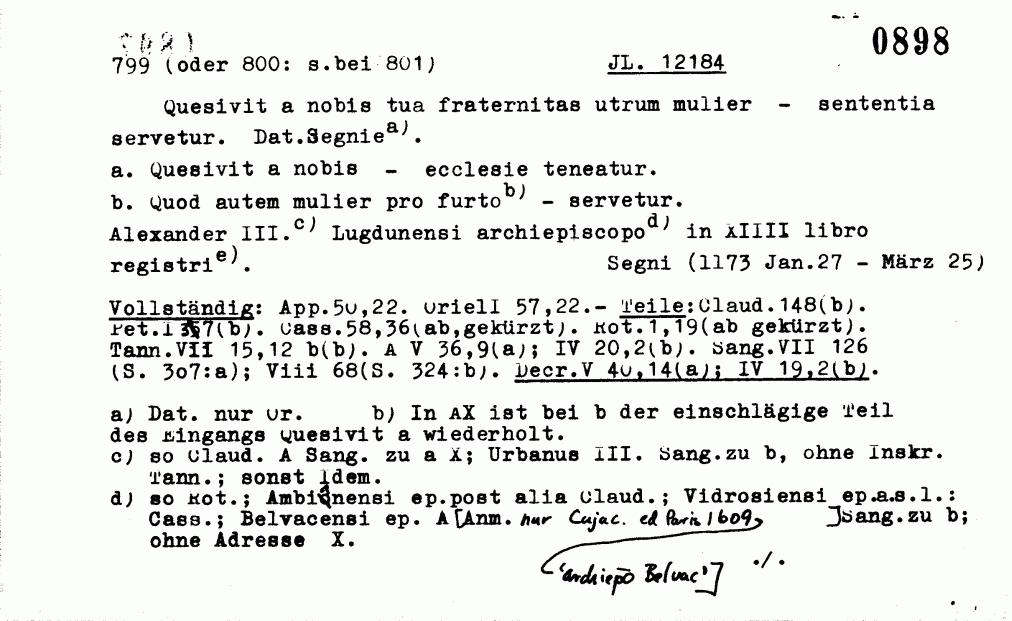 0898
799 (oder 800: s.bei 801) JL. 12184
Quesivit a nobis tua fraternitas utrum mulier - sententia
servetur. Dat.Segnie a).
a. Quesivit a nobis - ecclesie teneatur.
b. Quod autem mulier pro furto b) - servetur.
Alexander III. c) Lugdunensi archiepiscopo d) in XIIII libro
registri e). Segni (1173 Jan.27 - März 25)
Vollständig: App.50,22. Oriell 57,22.- Teile:Claud.148(b).
Pet.I 37(b). Cass.58,36(ab,gekürzt). Rot.1,19(ab gekürzt).
Tann.VII 15,12 b(b). A V 36,9(a); IV 20,2(b). Sang.VII 126
(S. 307:a); Viii 68(S. 324:b). Decr.V 40,14(a); IV 19,2(b).
a) Dat. nur Or. b) In AX ist bei b der einschlägige Teil
des Eingangs Quesivit a wiederholt.
c) so Claud. A Sang. zu a X; Urbanus III. Sang.zu b, ohne Inskr.
Tann.; sonst Idem.
d) so Rot.; Ambianensi ep.post alia Claud.; Vidrosiensi ep.a.s.l.:
Cass.; Belvacensi ep. A [Anm. nur Cujac. ed Paris 1609, ]Sang.zu b;
ohne Adresse X.
'archiepō Belvac'] ./.